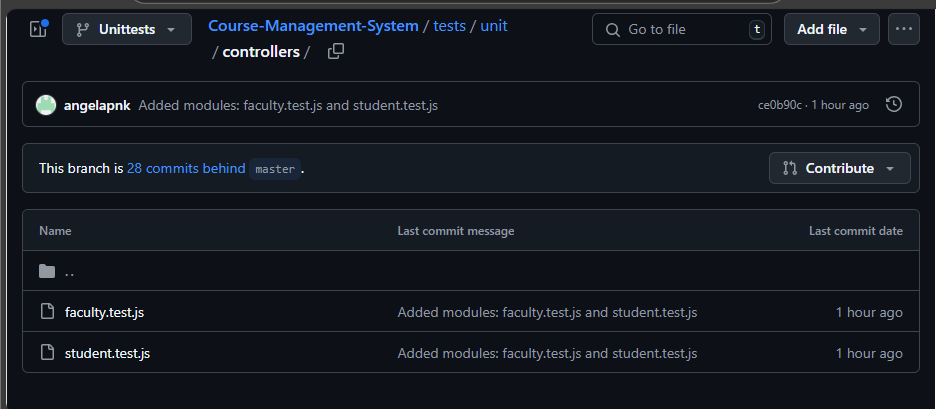 Unittests
Course-Management-System / tests / unit
/ controllers /
Go to file
t
Add file
angelapnk Added modules: faculty.test.js and student.test.js
ce0b90c · 1 hour ago
This branch is 28 commits behind master .
Contribute
Name Last commit message Last commit date
..
faculty.test.js Added modules: faculty.test.js and student.test.js 1 hour ago
student.test.js Added modules: faculty.test.js and student.test.js 1 hour ago